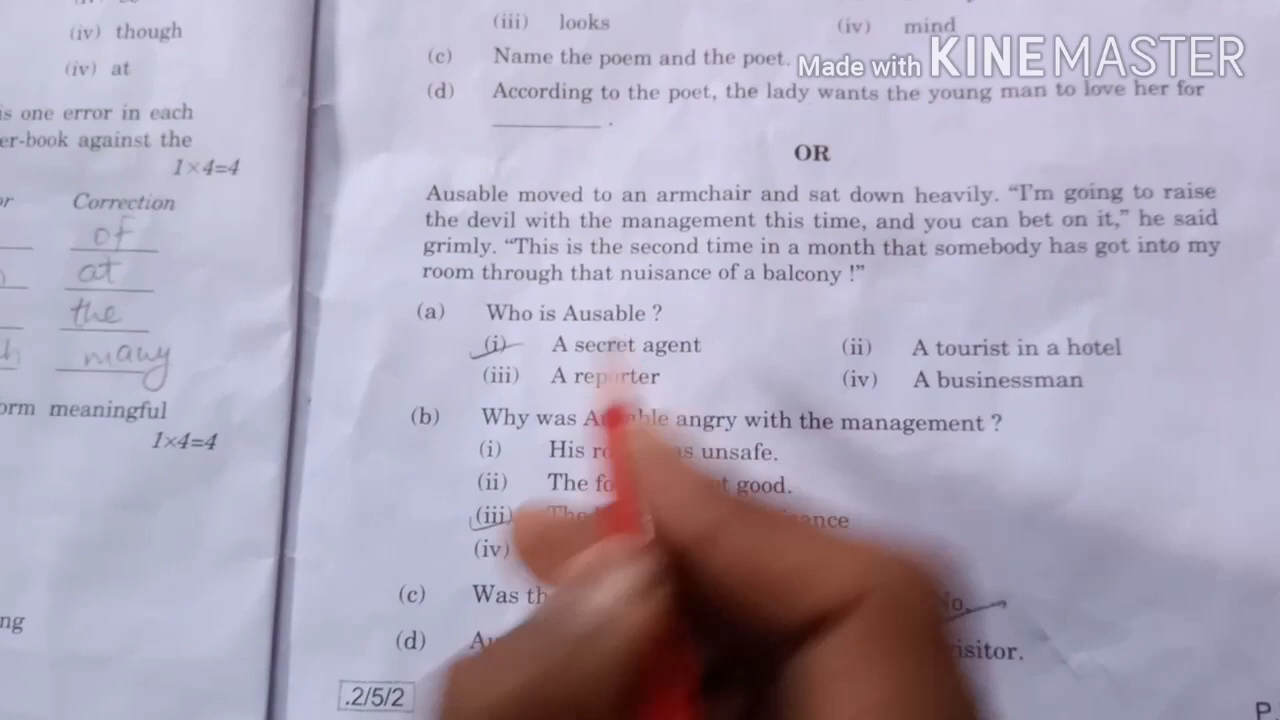 (iv) though
(iv) at
is one error in each
er-book against the
1×4=4
or Correction
of
at
the
many
orm meaningful
1×4=4
ng
(iii) looks (iv) mind
(c) Name the poem and the poet.
Made with KINEMASTER
(d) According to the poet, the lady wants the young man to love her for
__________ .
OR
Ausable moved to an armchair and sat down heavily. “I'm going to raise
the devil with the management this time, and you can bet on it,” he said
grimly. “This is the second time in a month that somebody has got into my
room through that nuisance of a balcony !”
(a) Who is Ausable ?
(i) A secret agent (ii) A tourist in a hotel
(iii) A reporter (iv) A businessman
(b) Why was Ausable angry with the management ?
(i) His unsafe.
(ii) The good.
(iii) The
(iv)
(c) Was No
(d) visitor.
.2/5/2
P